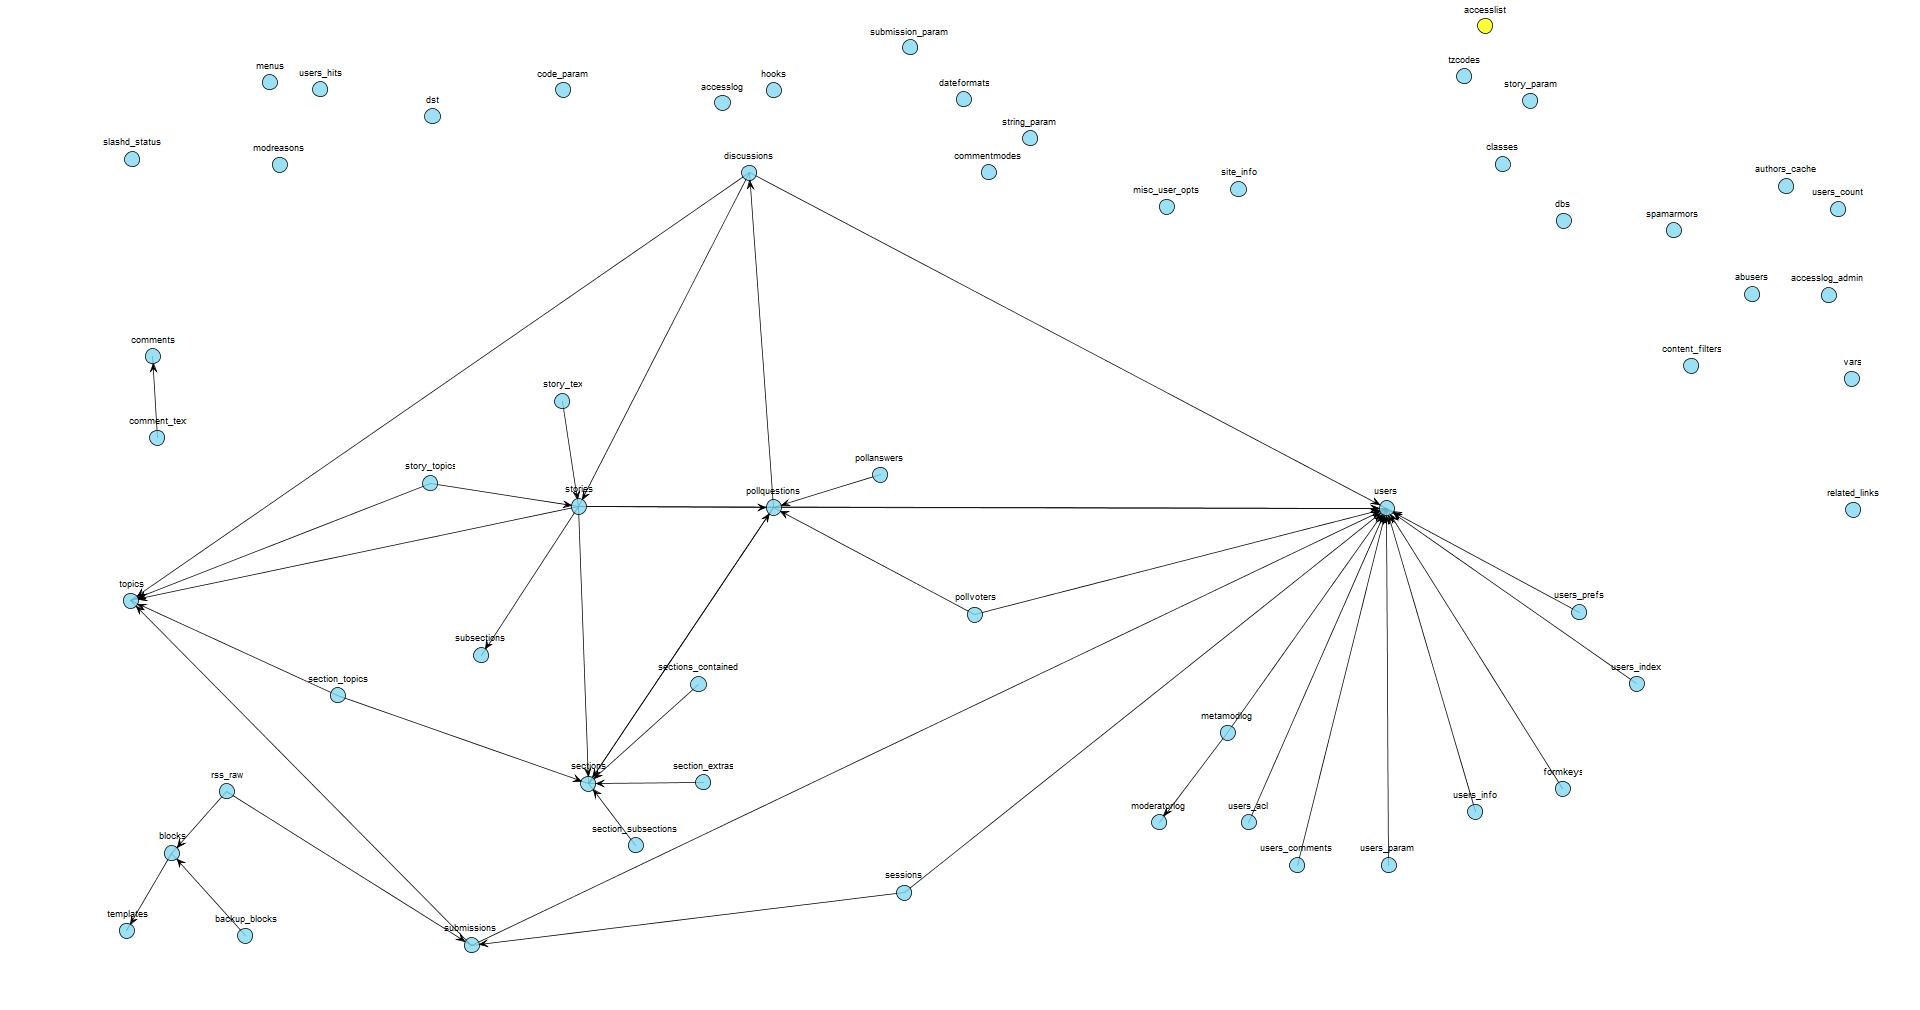 accesslist
submission_param
tzcodes
menus
users_hits
code_param
hooks
accesslog
dateformats
story_param
dst
string_param
slashd_status
modreasons
discussions
commentmodes
classes
site_info
misc_user_opts
authors_cache
users_count
dbs
spamarmors
abusers
accesslog_admin
comments
content_filters
vars
story_tex
comment_tex
story_topics
pollanswers
stories
pollquestions
users
related_links
topics
pollvoters
users_prefs
subsections
sections_contained
users_index
section_topics
metamodlog
sections
section_extras
rss_raw
formkeys
users_info
moderatorlog
users_acl
blocks
section_subsections
users_comments
users_param
sessions
templates
backup_blocks
submissions